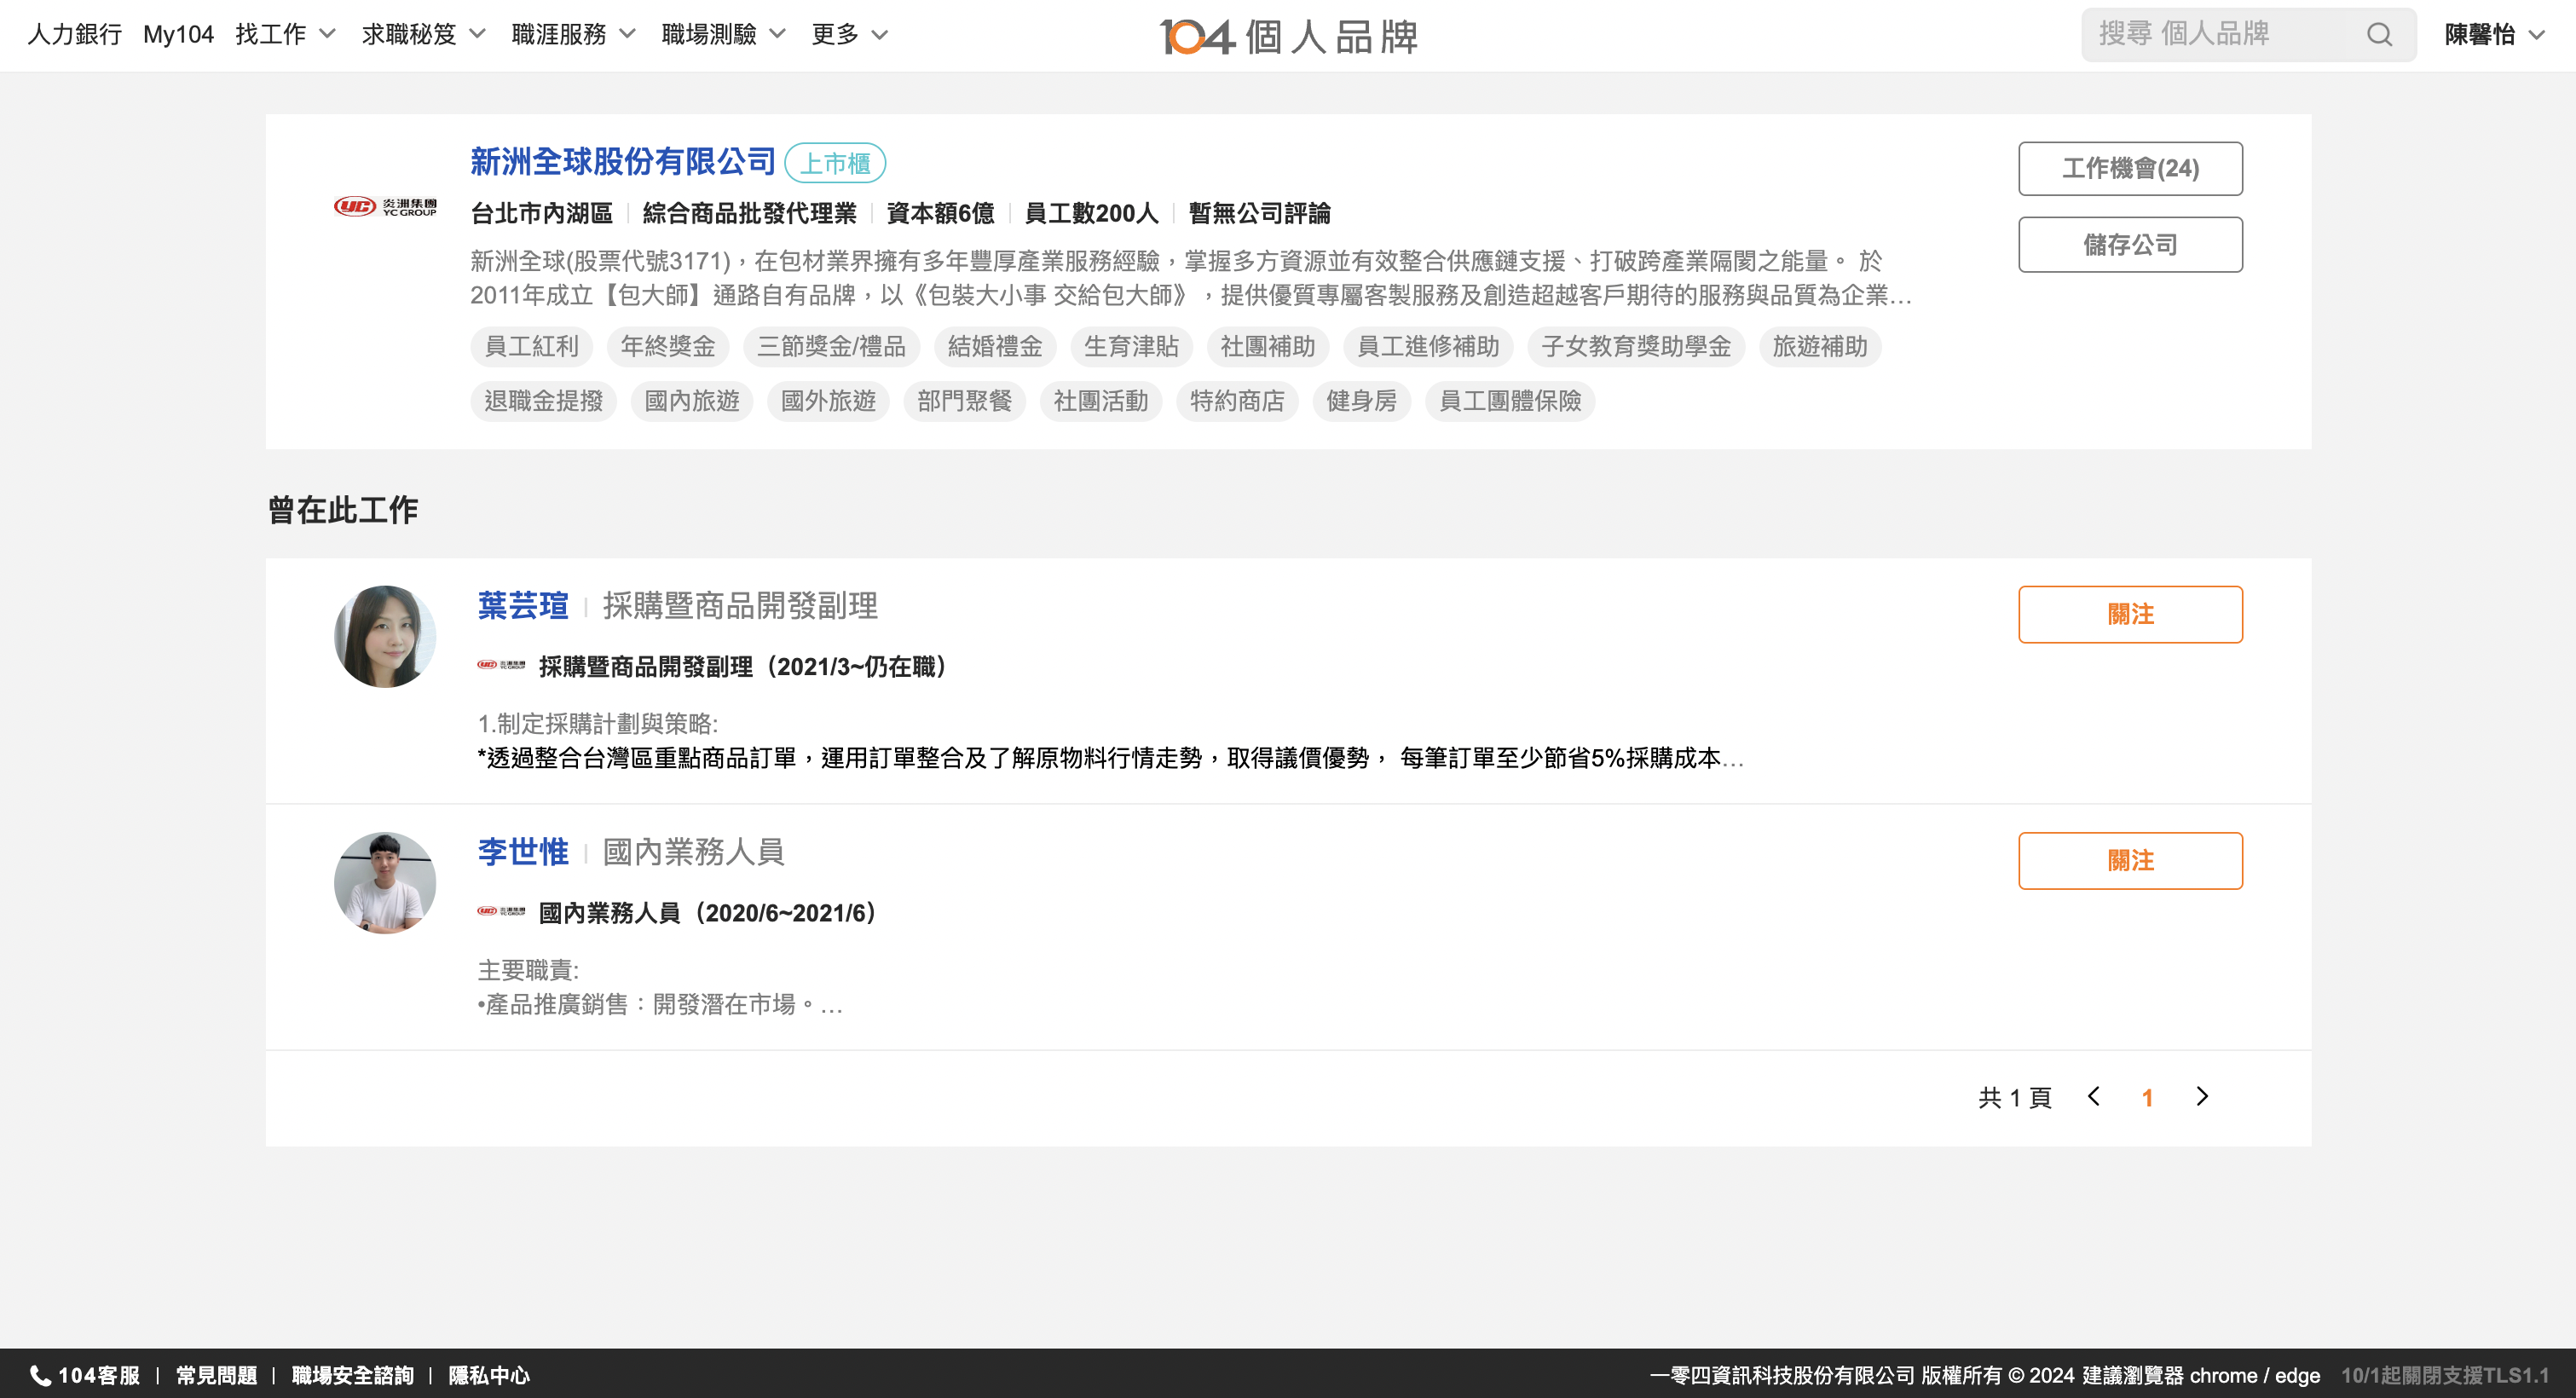 人力銀行 My104 找工作 求職秘笈 職涯服務 職場測驗 更多 104個人品牌 搜尋 個人品牌 陳馨怡
新洲全球股份有限公司 上市櫃 工作機會(24)
炎洲集團
YC GROUP
台北市內湖區 綜合商品批發代理業 資本額6億 員工數200人 暫無公司評論
儲存公司
新洲全球(股票代號3171)，在包材業界擁有多年豐厚產業服務經驗，掌握多方資源並有效整合供應鏈支援、打破跨產業隔閡之能量。 於
2011年成立【包大師】通路自有品牌，以《包裝大小事 交給包大師》，提供優質專屬客製服務及創造超越客戶期待的服務與品質為企業…
員工紅利 年終獎金 三節獎金/禮品 結婚禮金 生育津貼 社團補助 員工進修補助 子女教育獎助學金 旅遊補助
退職金提撥 國內旅遊 國外旅遊 部門聚餐 社團活動 特約商店 健身房 員工團體保險
曾在此工作
葉芸瑄 採購暨商品開發副理 關注
炎洲集團 YC GROUP 採購暨商品開發副理（2021/3~仍在職）
1.制定採購計劃與策略:
*透過整合台灣區重點商品訂單，運用訂單整合及了解原物料行情走勢，取得議價優勢， 每筆訂單至少節省5%採購成本…
李世惟 國內業務人員 關注
炎洲集團 YC GROUP 國內業務人員（2020/6~2021/6）
主要職責:
•產品推廣銷售：開發潛在市場。…
共 1 頁 1
104客服 常見問題 職場安全諮詢 隱私中心 一零四資訊科技股份有限公司 版權所有 © 2024 建議瀏覽器 chrome / edge 10/1起關閉支援TLS1.1